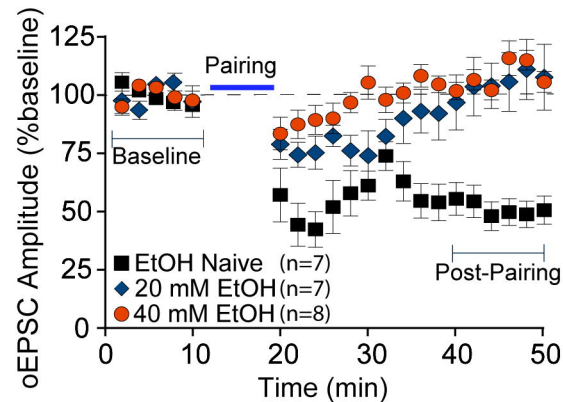 oEPSC Amplitude (%baseline)
125
100
75
50
25
0
Pairing
Baseline
EtOH Naive (n=7)
20 mM EtOH (n=7)
40 mM EtOH (n=8)
Post-Pairing
0 10 20 30 40 50
Time (min)